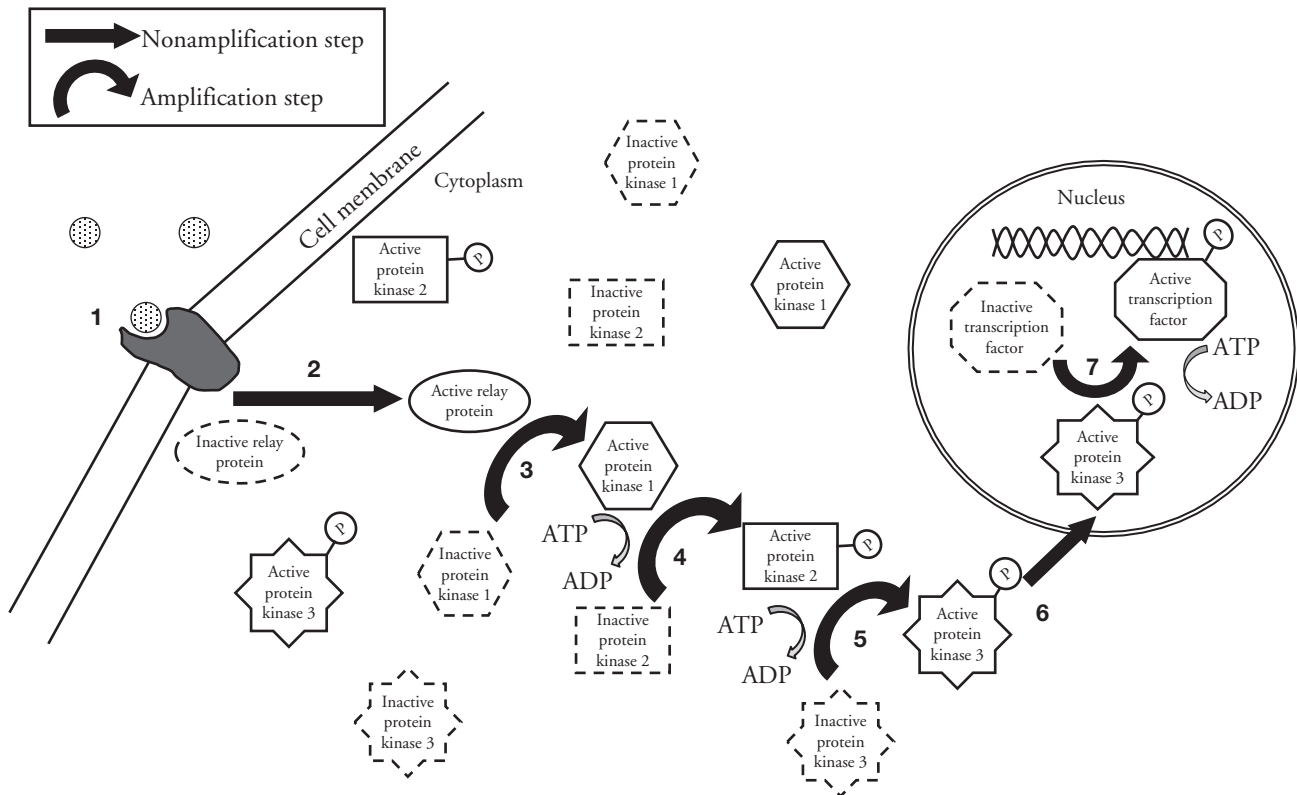 Nonamplification step
Amplification step
Cell membrane
Cytoplasm
Inactive
protein
kinase 1
Active
protein
kinase 2
P
Inactive
protein
kinase 2
Active
protein
kinase 1
Nucleus
P
Active
transcription
factor
Inactive
transcription
factor
ATP
ADP
7
P
Active
protein
kinase 3
1
2
Active relay
protein
Inactive relay
protein
3
Active
protein
kinase 1
ATP
ADP
4
P
Active
protein
kinase 3
Inactive
protein
kinase 1
Active
protein
kinase 2
P
Inactive
protein
kinase 2
ATP
ADP
5
P
Active
protein
kinase 3
6
Inactive
protein
kinase 3
Inactive
protein
kinase 3